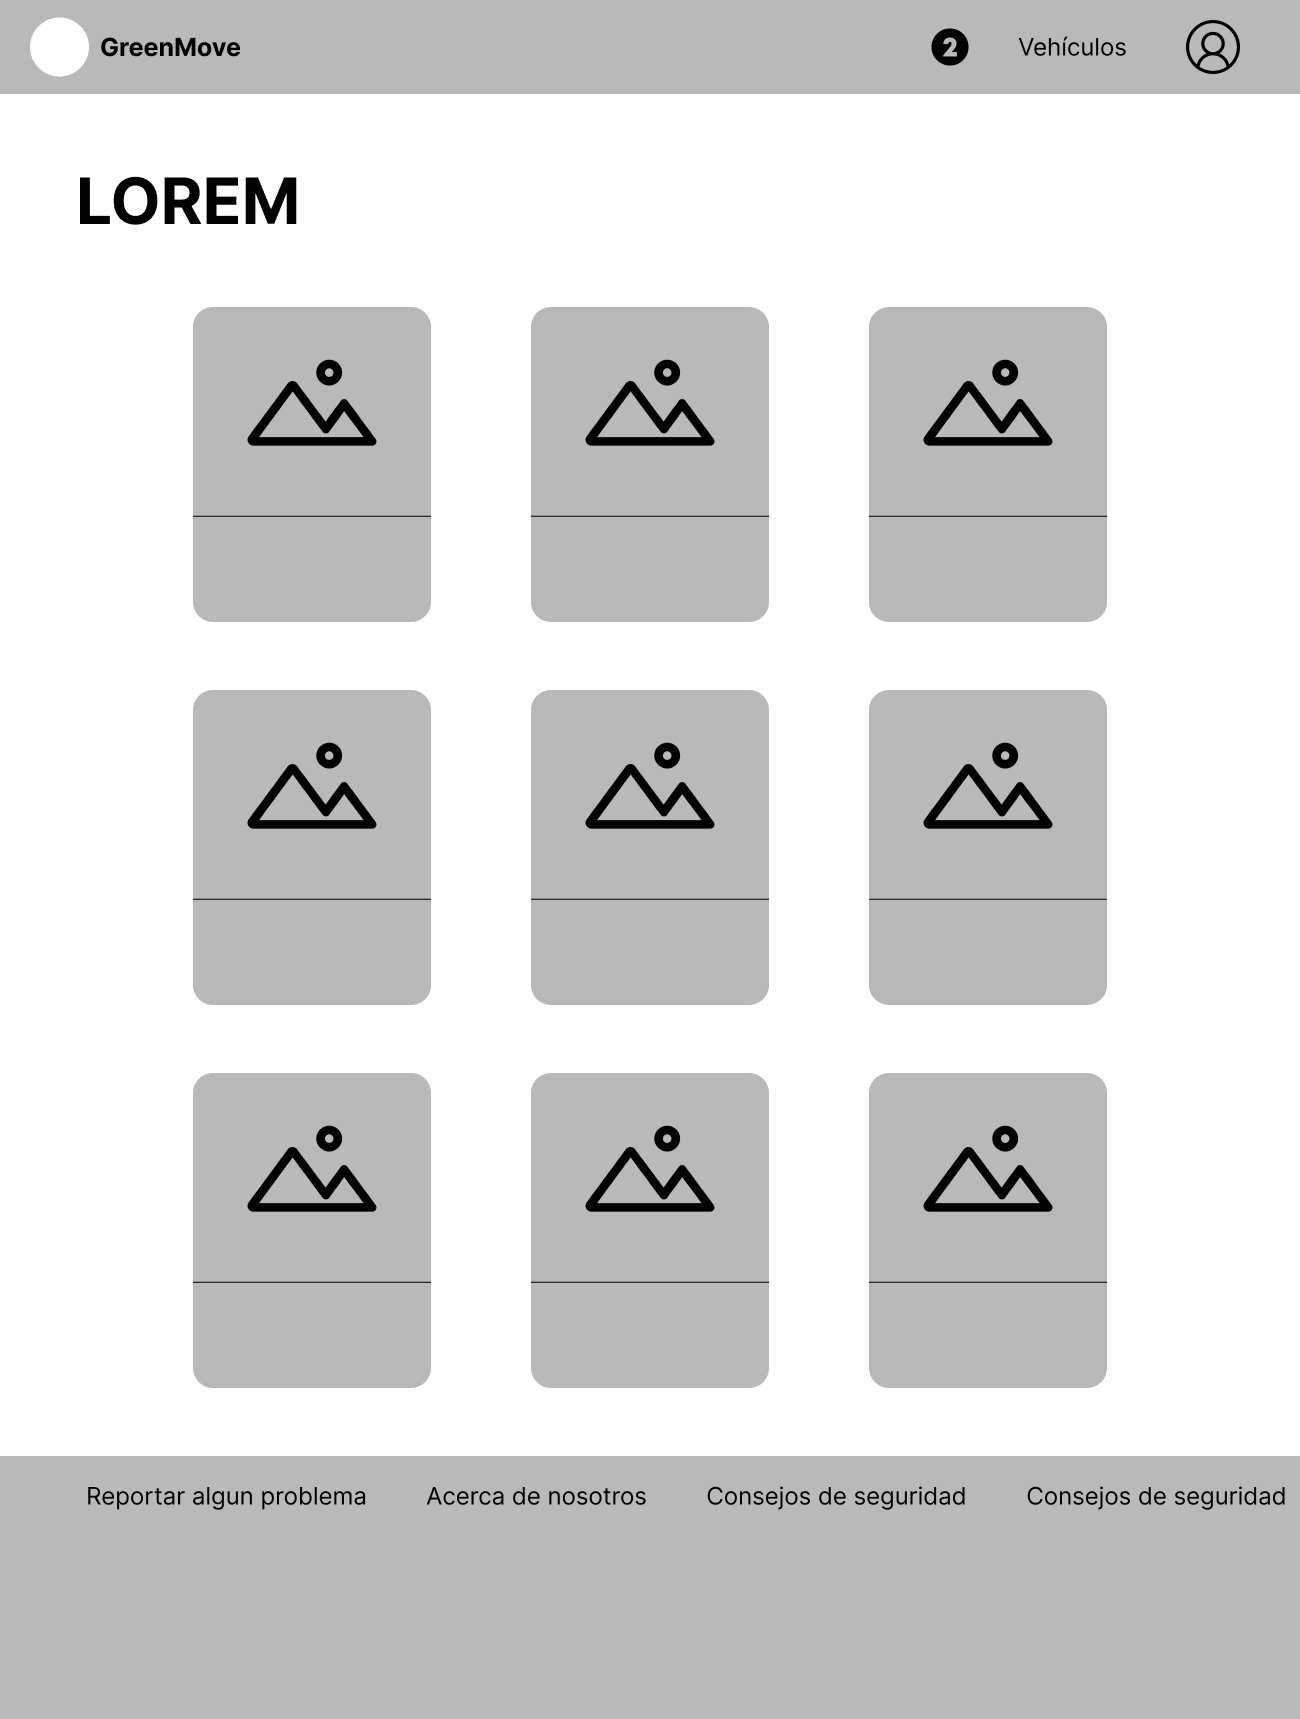 GreenMove
2 Vehículos
LOREM
Reportar algun problema Acerca de nosotros Consejos de seguridad Consejos de seguridad